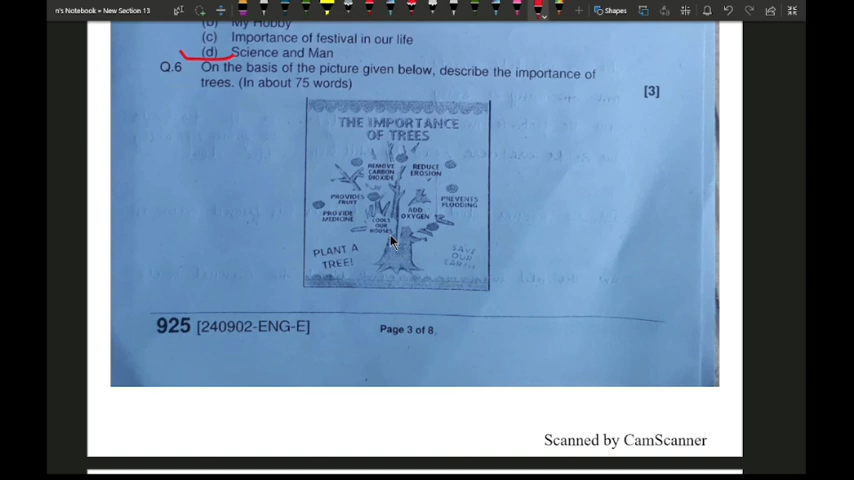 n's Notebook » New Section 13
Shapes
(b) My Hobby
(c) Importance of festival in our life
(d) Science and Man
Q.6 On the basis of the picture given below, describe the importance of
trees. (In about 75 words)
[3]
THE IMPORTANCE
OF TREES
REMOVE
CARBON
DIOXIDE
REDUCE
EROSION
PROVIDES
FRUIT
PREVENTS
FLOODING
PROVIDE
MEDICINE
ADD
OXYGEN
COOLS
OUR
HOUSES
PLANT A
TREE!
SAVE
OUR
EARTH
925 [240902-ENG-E]
Page 3 of 8
Scanned by CamScanner